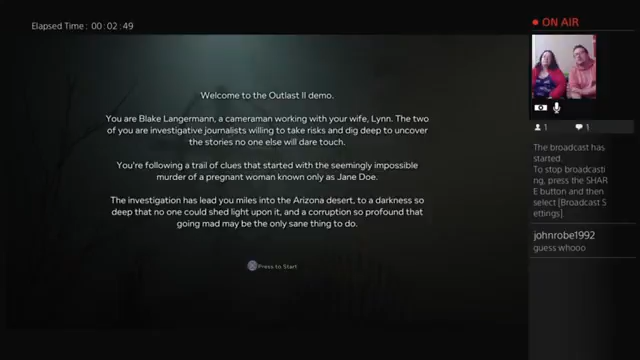 Elapsed Time : 00:02:49
ON AIR
Welcome to the Outlast II demo.
You are Blake Langermann, a cameraman working with your wife, Lynn. The two
of you are investigative journalists willing to take risks and dig deep to uncover
the stories no one else will dare touch.
You're following a trail of clues that started with the seemingly impossible
murder of a pregnant woman known only as Jane Doe.
The investigation has lead you miles into the Arizona desert, to a darkness so
deep that no one could shed light upon it, and a corruption so profound that
going mad may be the only sane thing to do.
Press to Start
1
1
The broadcast has
started.
To stop broadcasti
ng, press the SHAR
E button and then
select [Broadcast S
ettings].
johnrobe1992
guess whooo